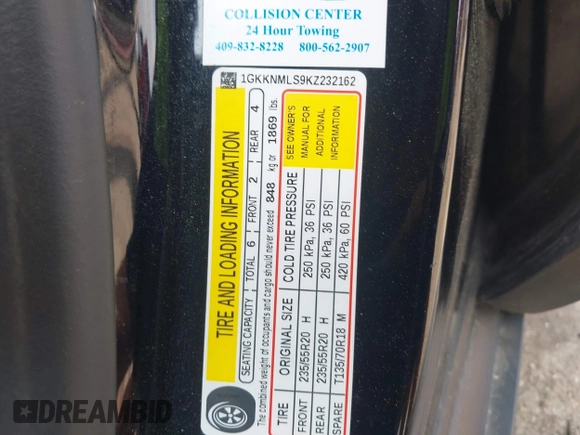 COLLISION CENTER
24 Hour Towing
409-832-8228 800-562-2907
1GKKNMLS9KZ232162
TIRE AND LOADING INFORMATION
SEATING CAPACITY TOTAL 6 FRONT 2 REAR 4
The combined weight of occupants and cargo should never exceed 848 kg or 1869 lbs.
TIRE ORIGINAL SIZE COLD TIRE PRESSURE
FRONT 235/55R20 H 250 kPa, 36 PSI
REAR 235/55R20 H 250 kPa, 36 PSI
SPARE T135/70R18 M 420 kPa, 60 PSI
SEE OWNER'S
MANUAL FOR
ADDITIONAL
INFORMATION
DREAMBID